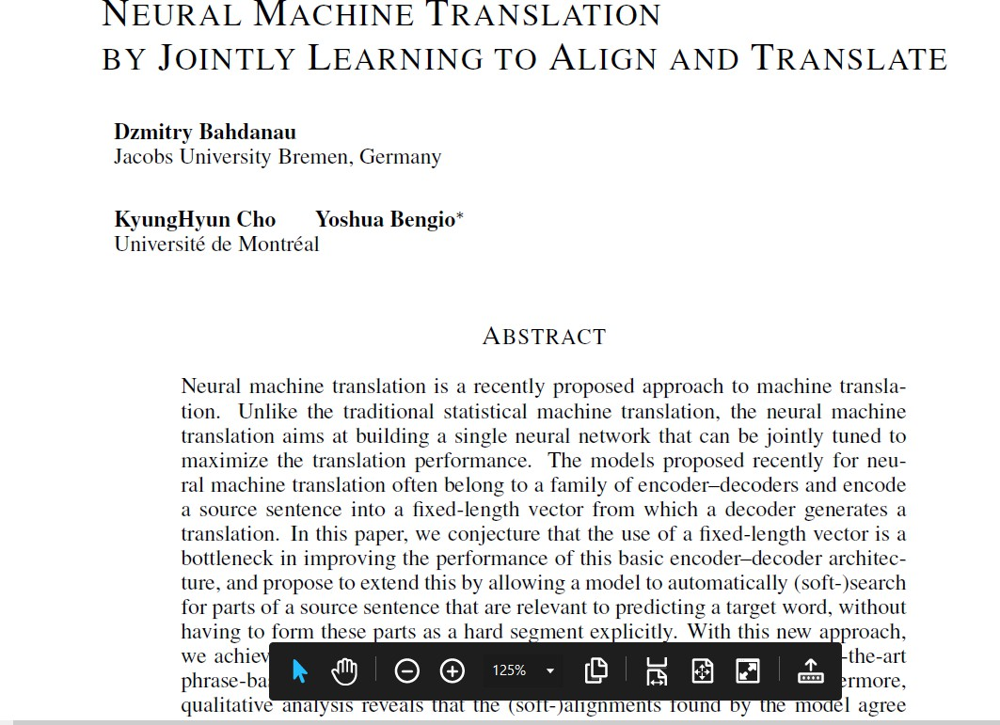 NEURAL MACHINE TRANSLATION
BY JOINTLY LEARNING TO ALIGN AND TRANSLATE
Dzmitry Bahdanau
Jacobs University Bremen, Germany
KyungHyun Cho Yoshua Bengio*
Université de Montréal
ABSTRACT
Neural machine translation is a recently proposed approach to machine transla-
tion. Unlike the traditional statistical machine translation, the neural machine
translation aims at building a single neural network that can be jointly tuned to
maximize the translation performance. The models proposed recently for neu-
ral machine translation often belong to a family of encoder–decoders and encode
a source sentence into a fixed-length vector from which a decoder generates a
translation. In this paper, we conjecture that the use of a fixed-length vector is a
bottleneck in improving the performance of this basic encoder–decoder architec-
ture, and propose to extend this by allowing a model to automatically (soft-)search
for parts of a source sentence that are relevant to predicting a target word, without
having to form these parts as a hard segment explicitly. With this new approach,
we achiev -the-art
phrase-ba ermore,
125%
qualitative analysis reveals that the (soft-)alignments found by the model agree